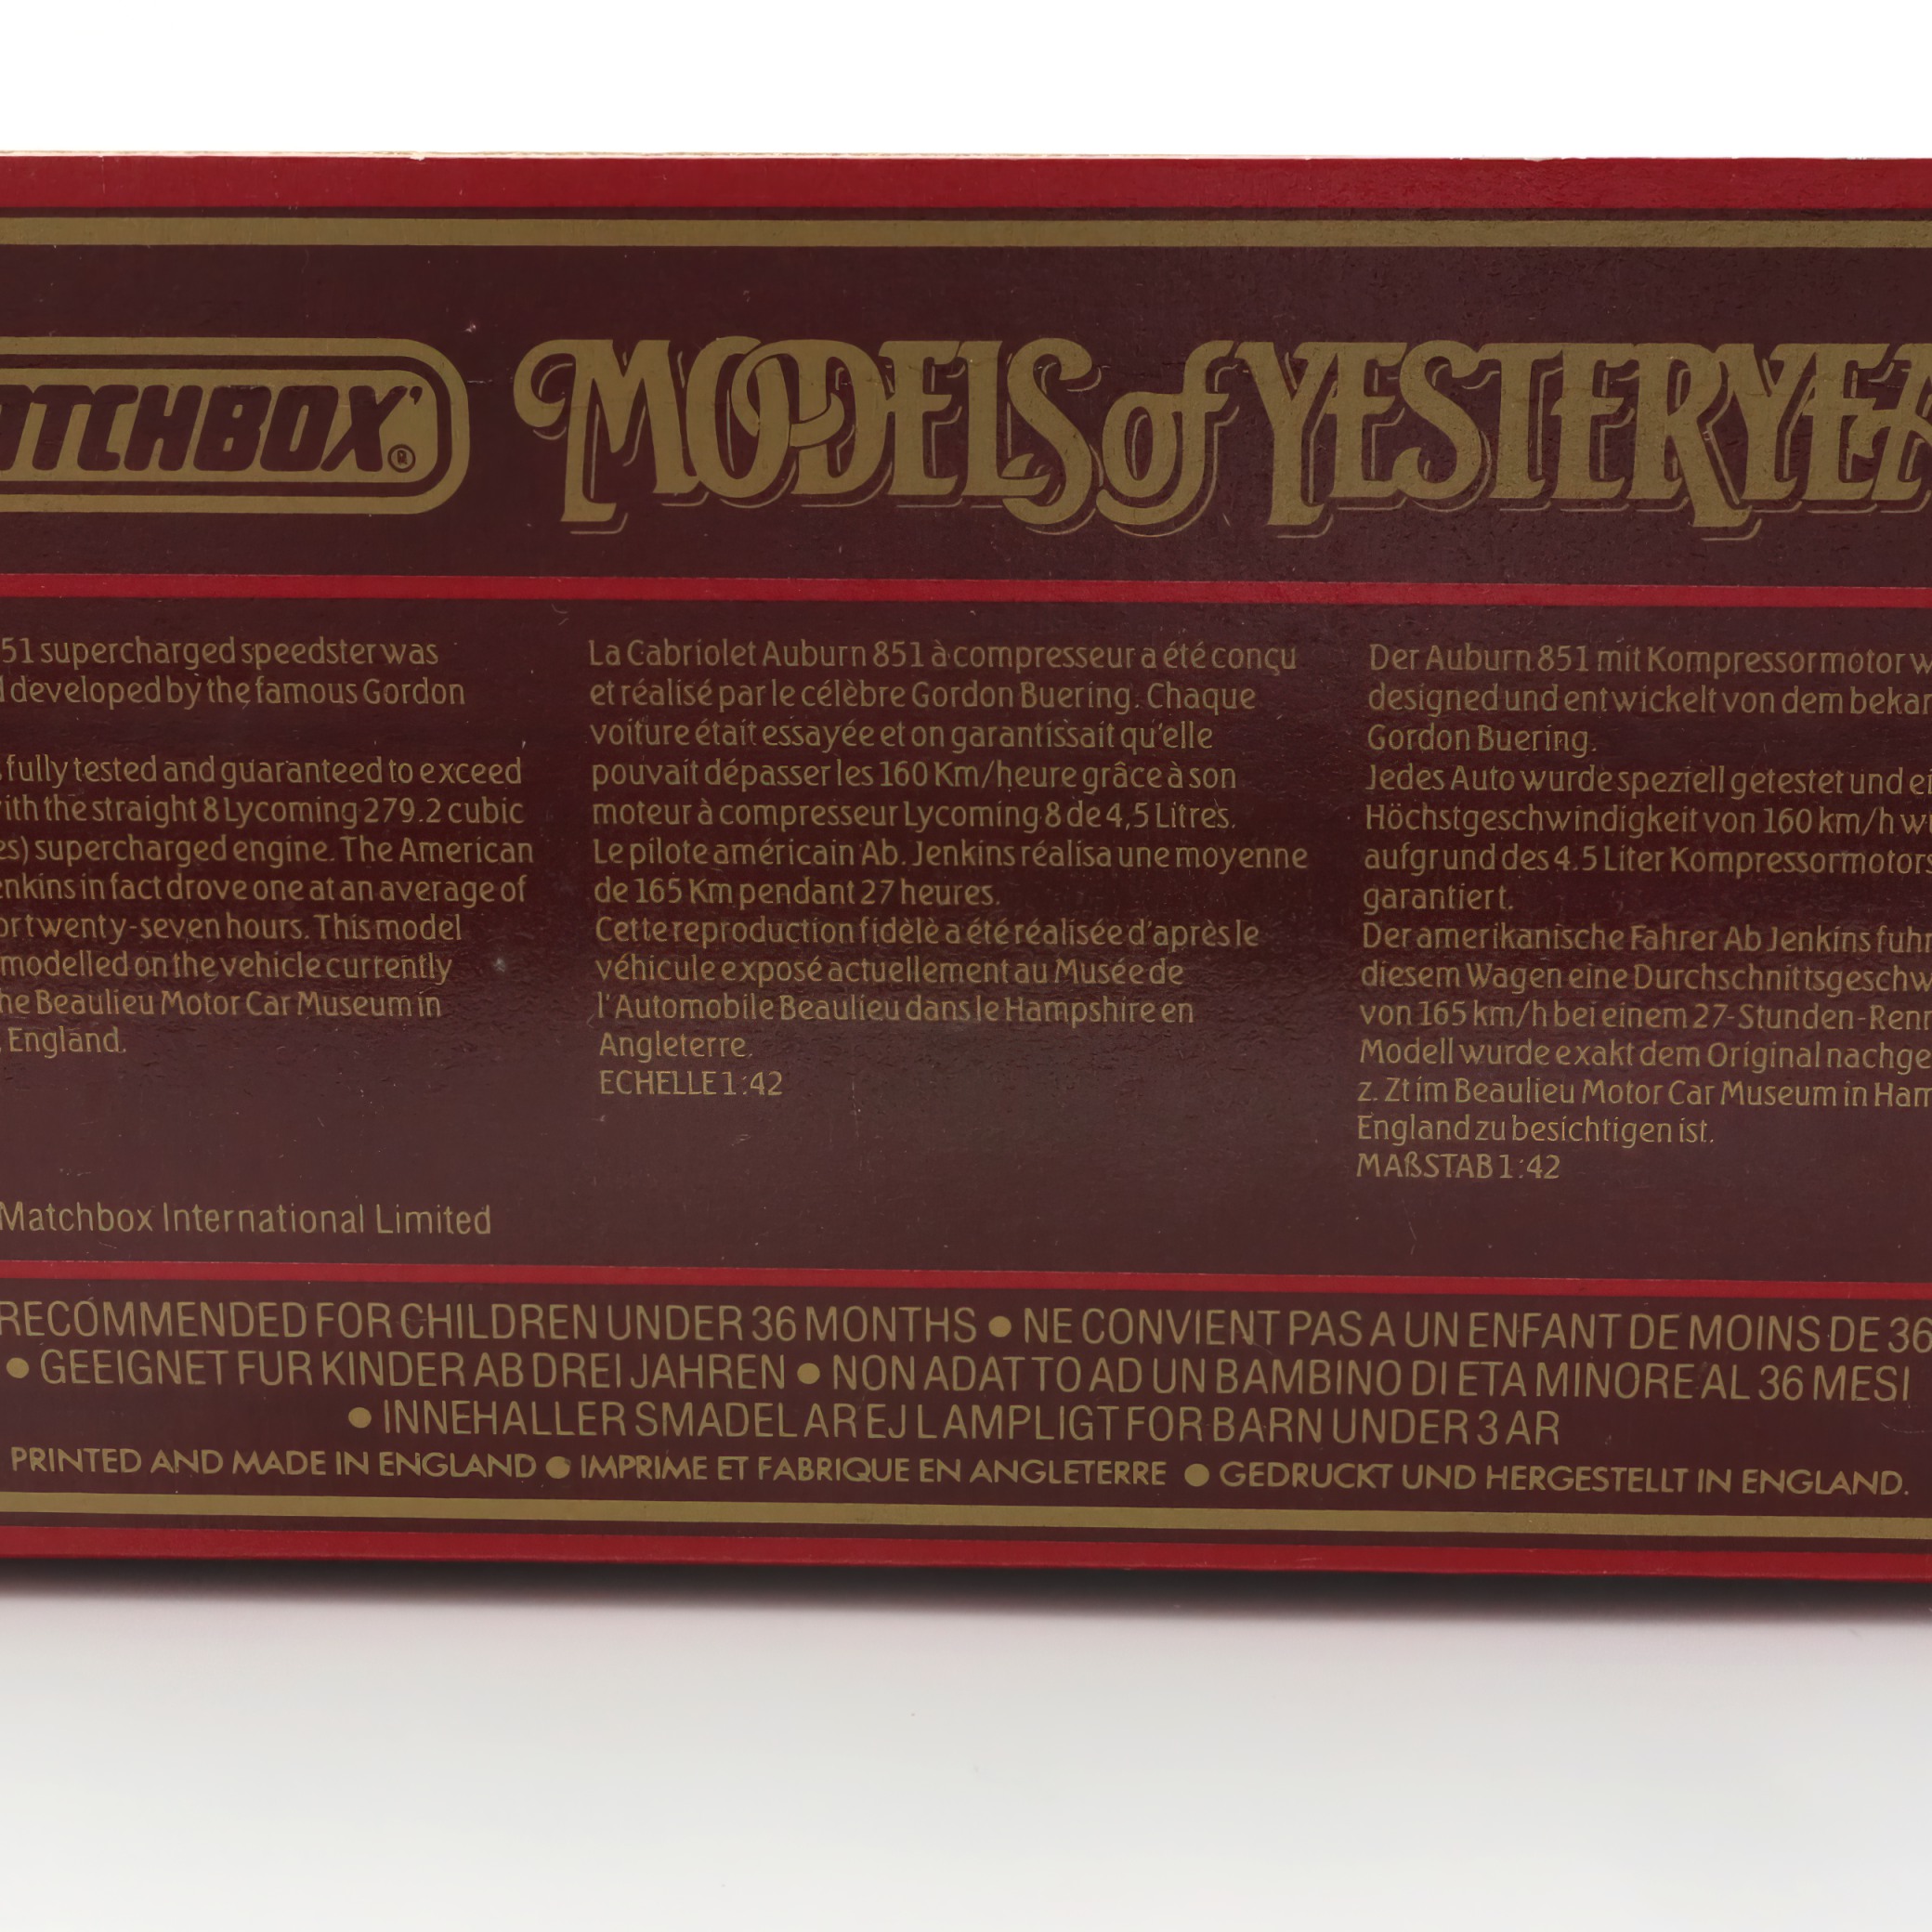 MATCHBOX'®
MODELS of YESTERYEAR
51 supercharged speedster was
developed by the famous Gordon
fully tested and guaranteed to exceed
with the straight 8 Lycoming 279.2 cubic
es) supercharged engine. The American
enkins in fact drove one at an average of
or twenty-seven hours. This model
modelled on the vehicle currently
he Beaulieu Motor Car Museum in
, England.
Matchbox International Limited
La Cabriolet Auburn 851 à compresseur a été conçu
et réalisé par le célèbre Gordon Buering. Chaque
voiture était essayée et on garantissait qu'elle
pouvait dépasser les 160 Km/heure grâce à son
moteur à compresseur Lycoming 8 de 4,5 Litres.
Le pilote américain Ab. Jenkins réalisa une moyenne
de 165 Km pendant 27 heures.
Cette reproduction fidèlè a été réalisée d'après le
véhicule exposé actuellement au Musée de
l'Automobile Beaulieu dans le Hampshire en
Angleterre.
ECHELLE 1:42
Der Auburn 851 mit Kompressormotor w
designed und entwickelt von dem bekan
Gordon Buering.
Jedes Auto wurde speziell getestet und ei
Höchstgeschwindigkeit von 160 km/h w
aufgrund des 4.5 Liter Kompressormotors
garantiert.
Der amerikanische Fahrer Ab Jenkins fuhr
diesem Wagen eine Durchschnittsgeschw
von 165 km/h bei einem 27-Stunden-Renn
Modell wurde exakt dem Original nachge
z. Zt im Beaulieu Motor Car Museum in Ham
England zu besichtigen ist.
MAßSTAB 1:42
RECOMMENDED FOR CHILDREN UNDER 36 MONTHS ● NE CONVIENT PAS A UN ENFANT DE MOINS DE 36
● GEEIGNET FUR KINDER AB DREI JAHREN ● NON ADATTO AD UN BAMBINO DI ETA MINORE AL 36 MESI
● INNEHALLER SMADELAR EJ LAMPLIGT FOR BARN UNDER 3 AR
PRINTED AND MADE IN ENGLAND ● IMPRIME ET FABRIQUE EN ANGLETERRE ● GEDRUCKT UND HERGESTELLT IN ENGLAND.